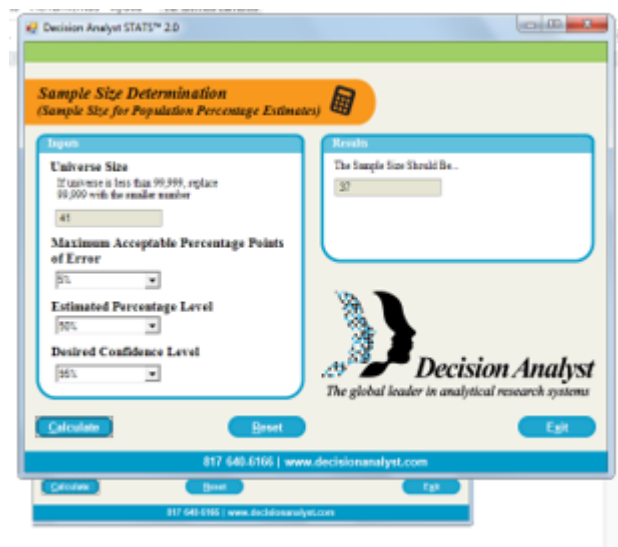 Decision Analyst STATS™ 2.0
Sample Size Determination
(Sample Size for Population Percentage Estimates)
Inputs
Universe Size
If universe is less than 99,999, replace
99,999 with the smaller number
41
Maximum Acceptable Percentage Points
of Error
5%
Estimated Percentage Level
50%
Desired Confidence Level
95%
Results
The Sample Size Should Be...
37
Decision Analyst
The global leader in analytical research systems
Calculate
Reset
Exit
817 640.6166 | www.decisionanalyst.com
Calculate
Reset
Exit
817 640 6166 | www.decisionanalyst.com